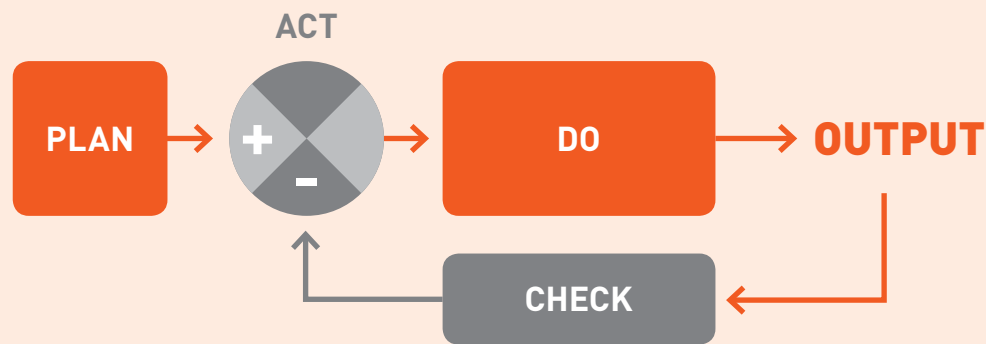 ACT
PLAN
+
-
DO
OUTPUT
CHECK